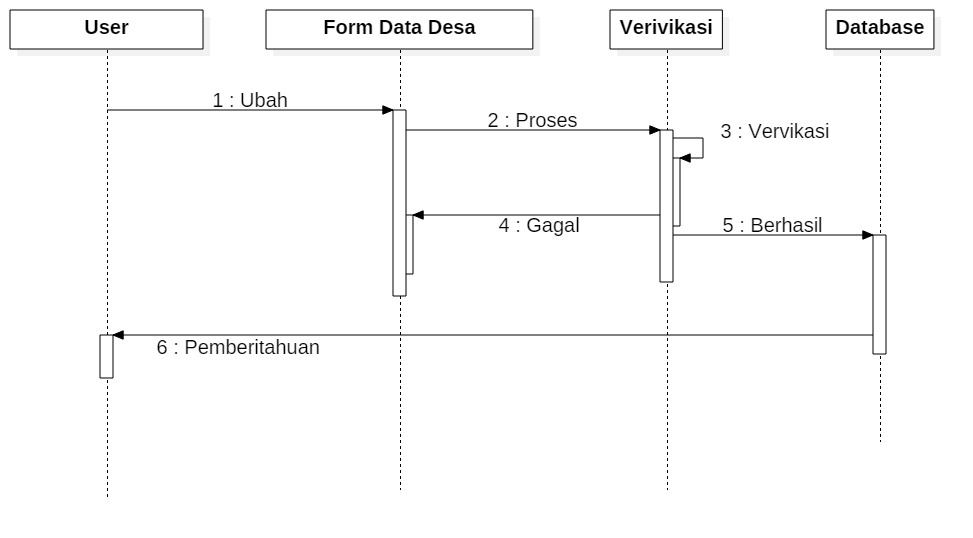 User
Form Data Desa
Verivikasi
Database
1 : Ubah
2 : Proses
3 : Vervikasi
4 : Gagal
5 : Berhasil
6 : Pemberitahuan